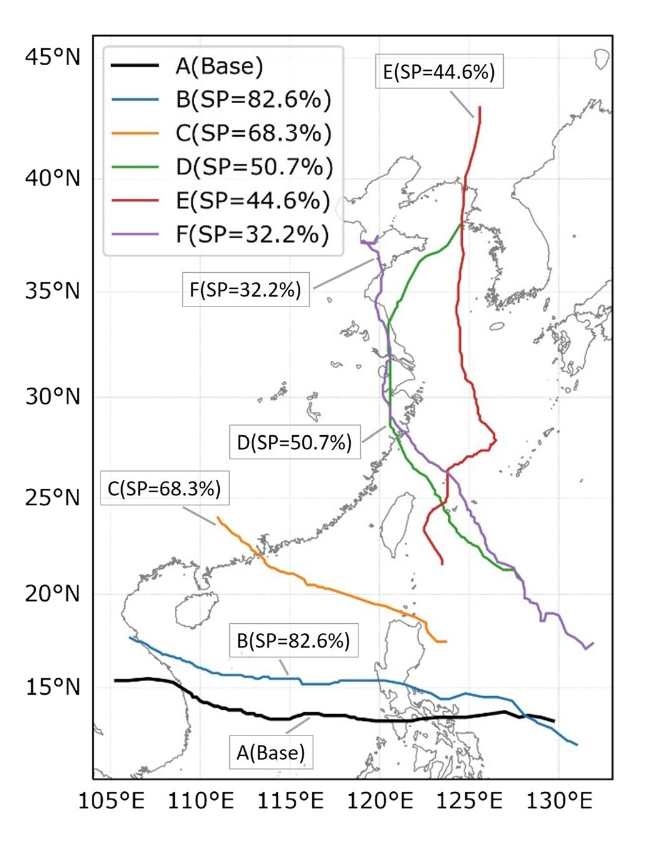 45°N
40°N
35°N
30°N
25°N
20°N
15°N
A(Base)
B(SP=82.6%)
C(SP=68.3%)
D(SP=50.7%)
E(SP=44.6%)
F(SP=32.2%)
E(SP=44.6%)
F(SP=32.2%)
D(SP=50.7%)
C(SP=68.3%)
B(SP=82.6%)
A(Base)
105°E 110°E 115°E 120°E 125°E 130°E